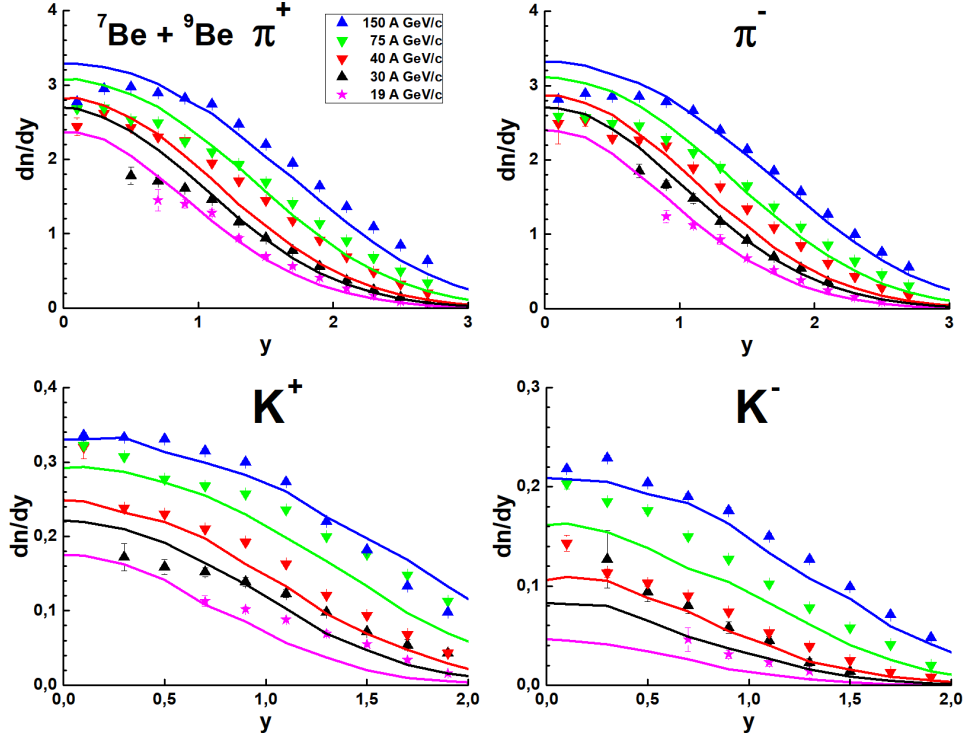 ⁷Be + ⁹Be π⁺
150 A GeV/c
75 A GeV/c
40 A GeV/c
30 A GeV/c
19 A GeV/c
dn/dy
4
3
2
1
0
0 1 2 3
y
π⁻
dn/dy
4
3
2
1
0
0 1 2 3
y
K⁺
dn/dy
0,4
0,3
0,2
0,1
0,0
0,0 0,5 1,0 1,5 2,0
y
K⁻
dn/dy
0,3
0,2
0,1
0,0
0,0 0,5 1,0 1,5 2,0
y